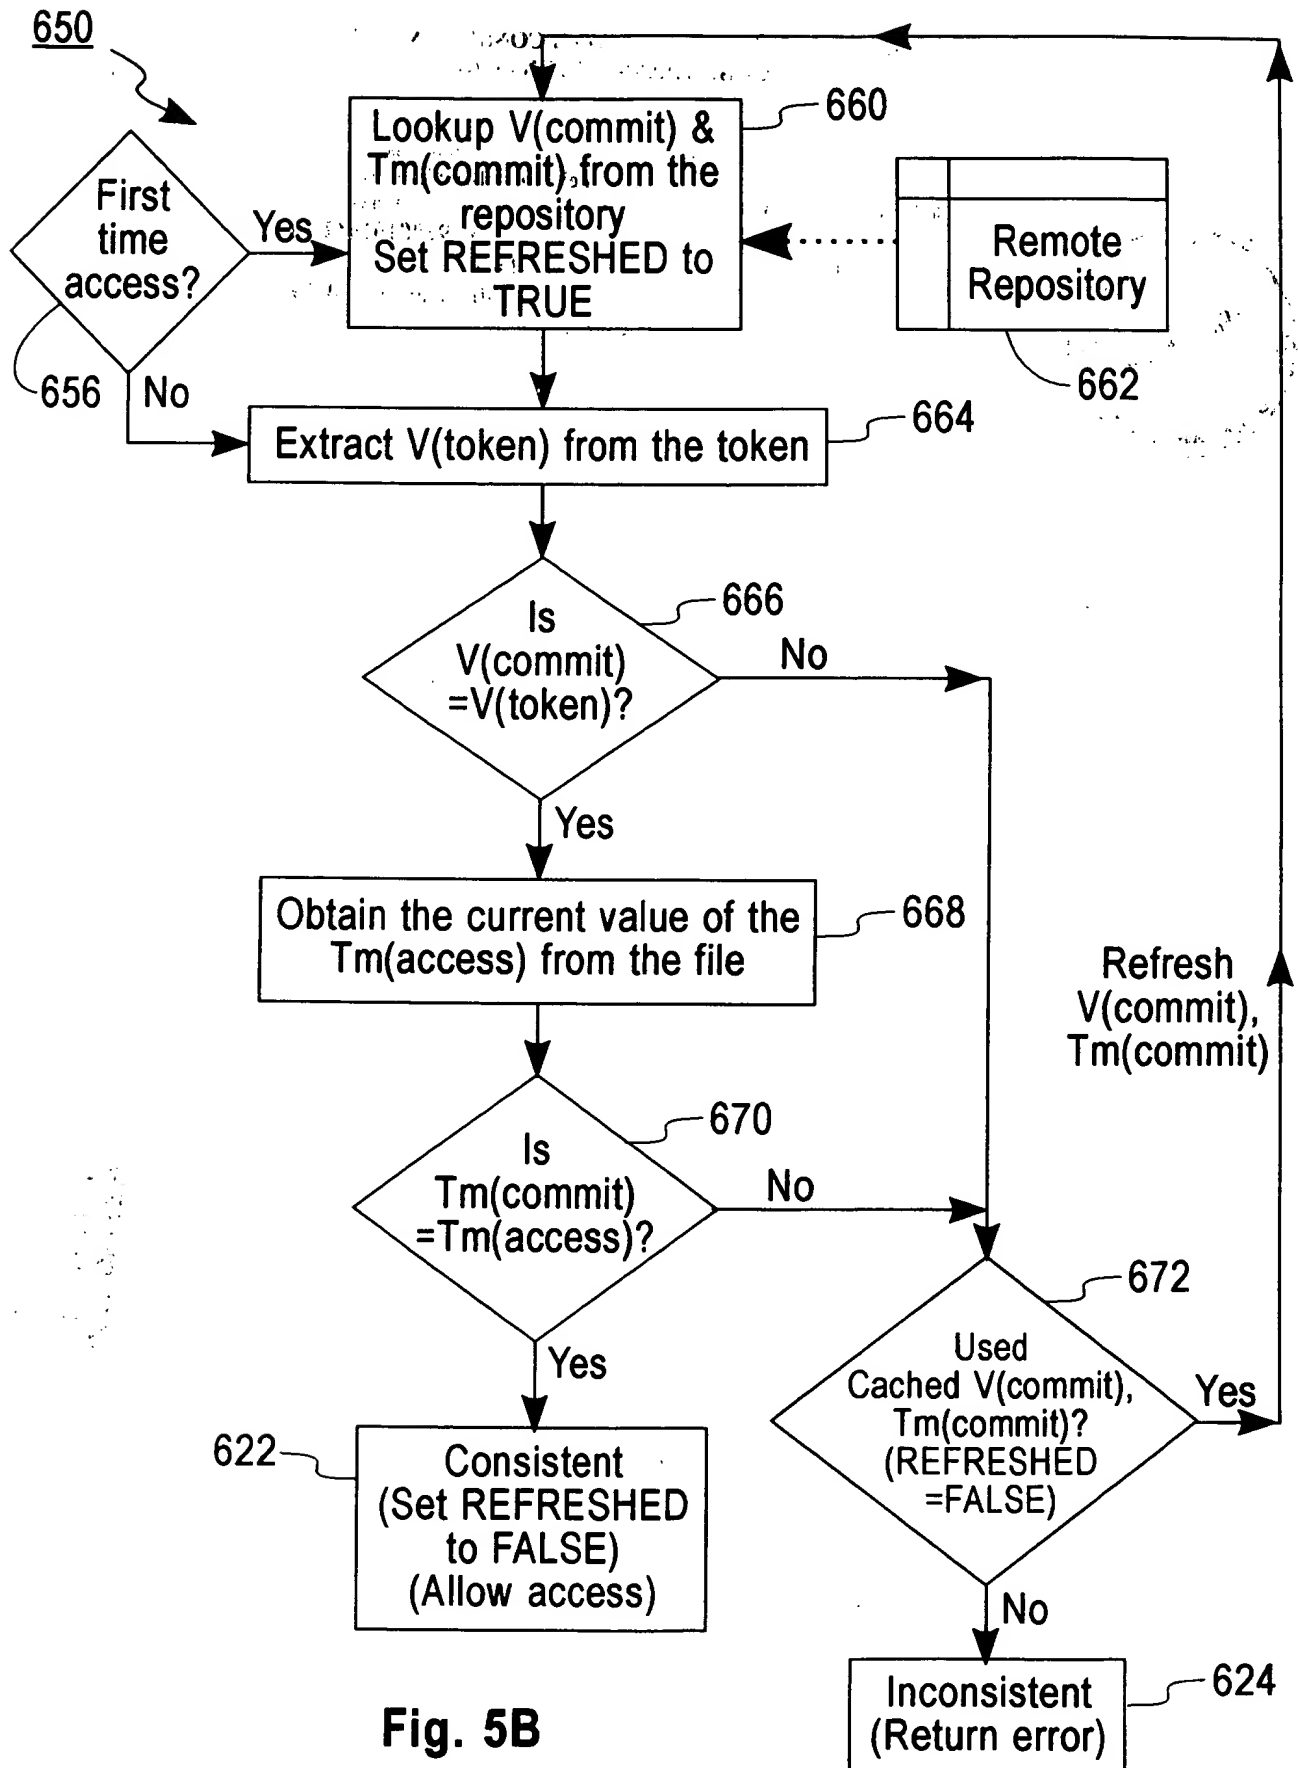 650
660
Lookup V(commit) &
Tm(commit) from the
repository
Set REFRESHED to
TRUE
First
time
access?
Yes
Remote
Repository
656
No
662
664
Extract V(token) from the token
666
Is
V(commit)
=V(token)?
No
Yes
Obtain the current value of the
Tm(access) from the file
668
Refresh
V(commit),
Tm(commit)
670
Is
Tm(commit)
=Tm(access)?
No
672
Yes
Used
Cached V(commit),
Tm(commit)?
(REFRESHED
=FALSE)
Yes
622
Consistent
(Set REFRESHED
to FALSE)
(Allow access)
No
624
Inconsistent
(Return error)
Fig. 5B